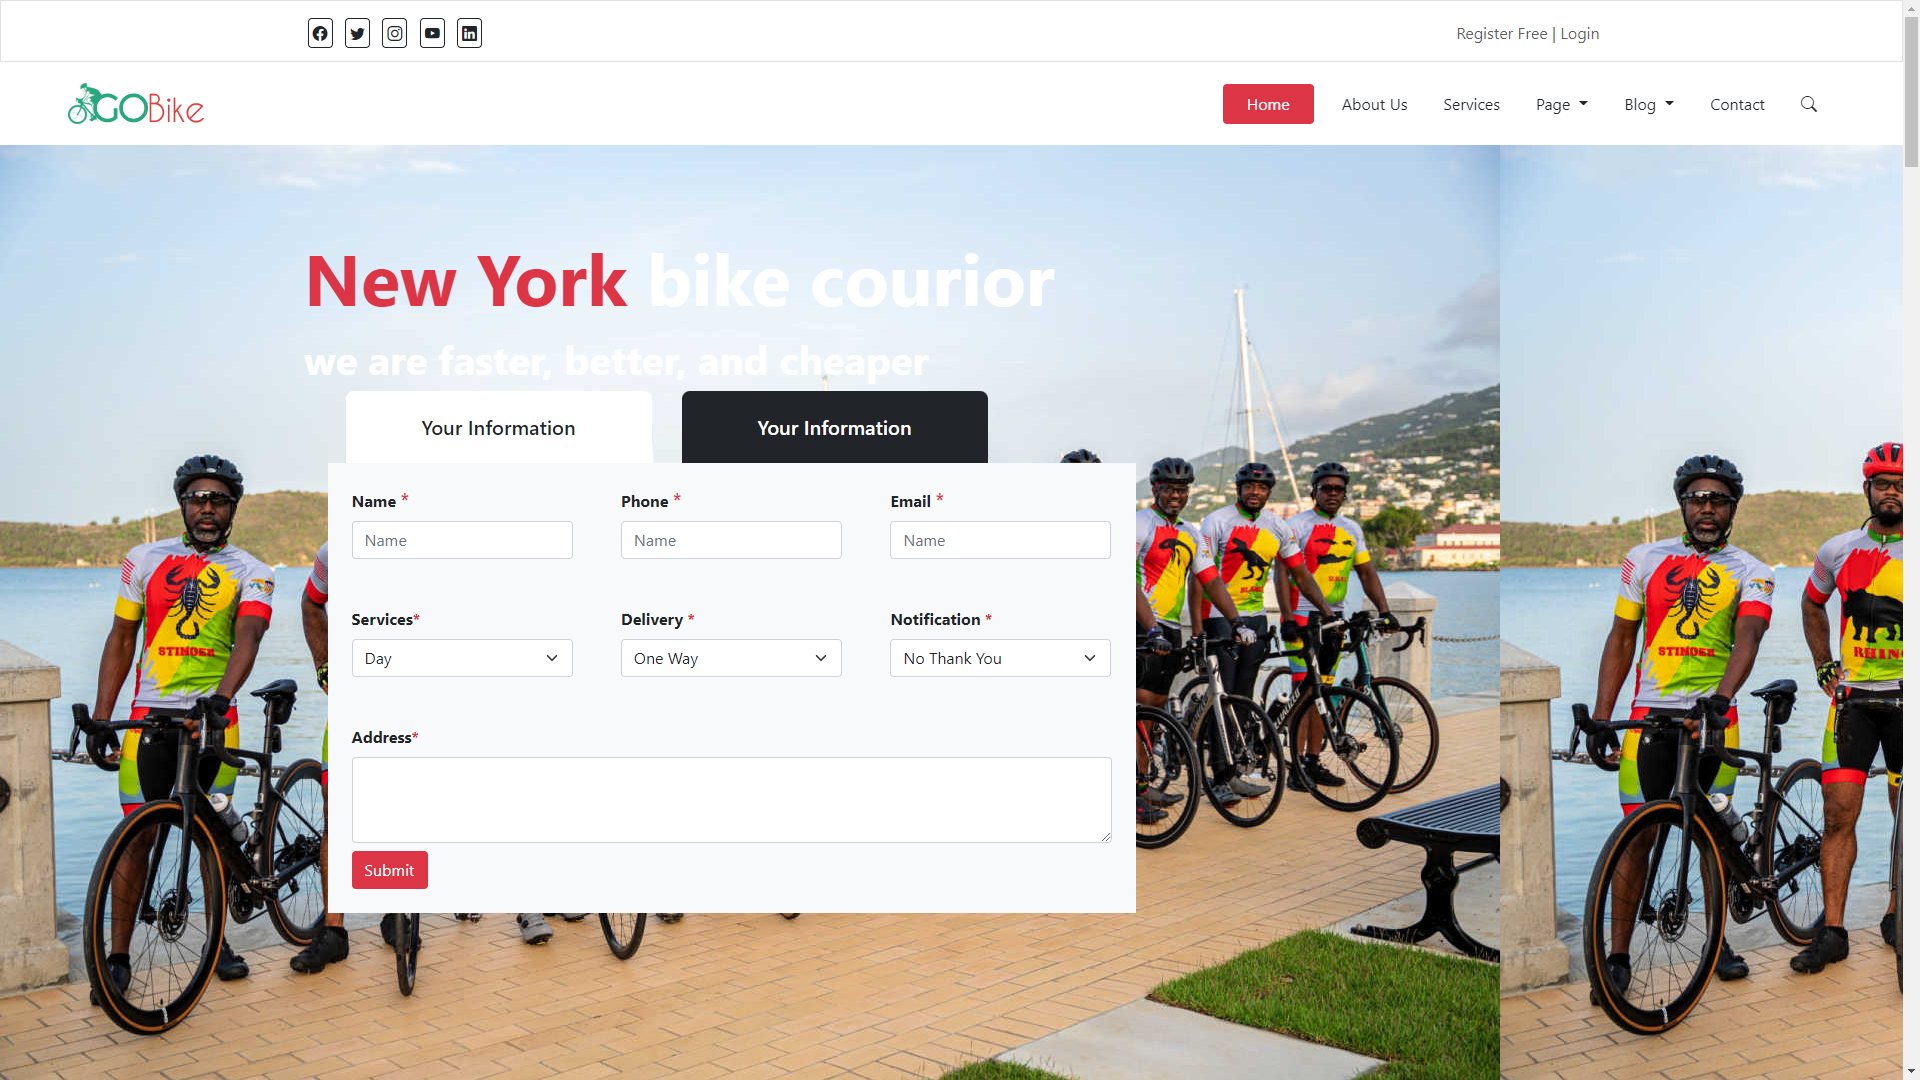 Register Free | Login
GOBike
Home About Us Services Page Blog Contact
New York bike courior
we are faster, better, and cheaper
Your Information Your Information
Name * Phone * Email *
Name Name Name
Services* Delivery * Notification *
Day One Way No Thank You
Address*
Submit
STINGER
STINGER